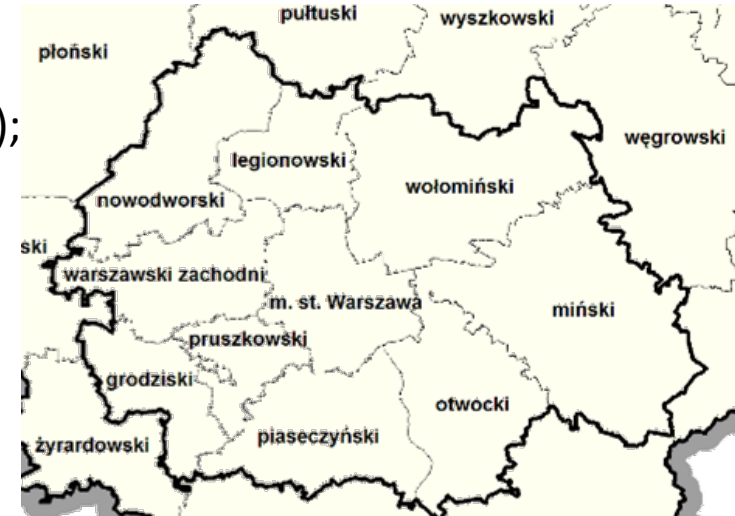 pułtuski
wyszkowski
płoński
);
węgrowski
legionowski
wołomiński
nowodworski
ski
warszawski zachodni
m. st. Warszawa
miński
pruszkowski
grodziski
otwocki
piaseczyński
żyrardowski